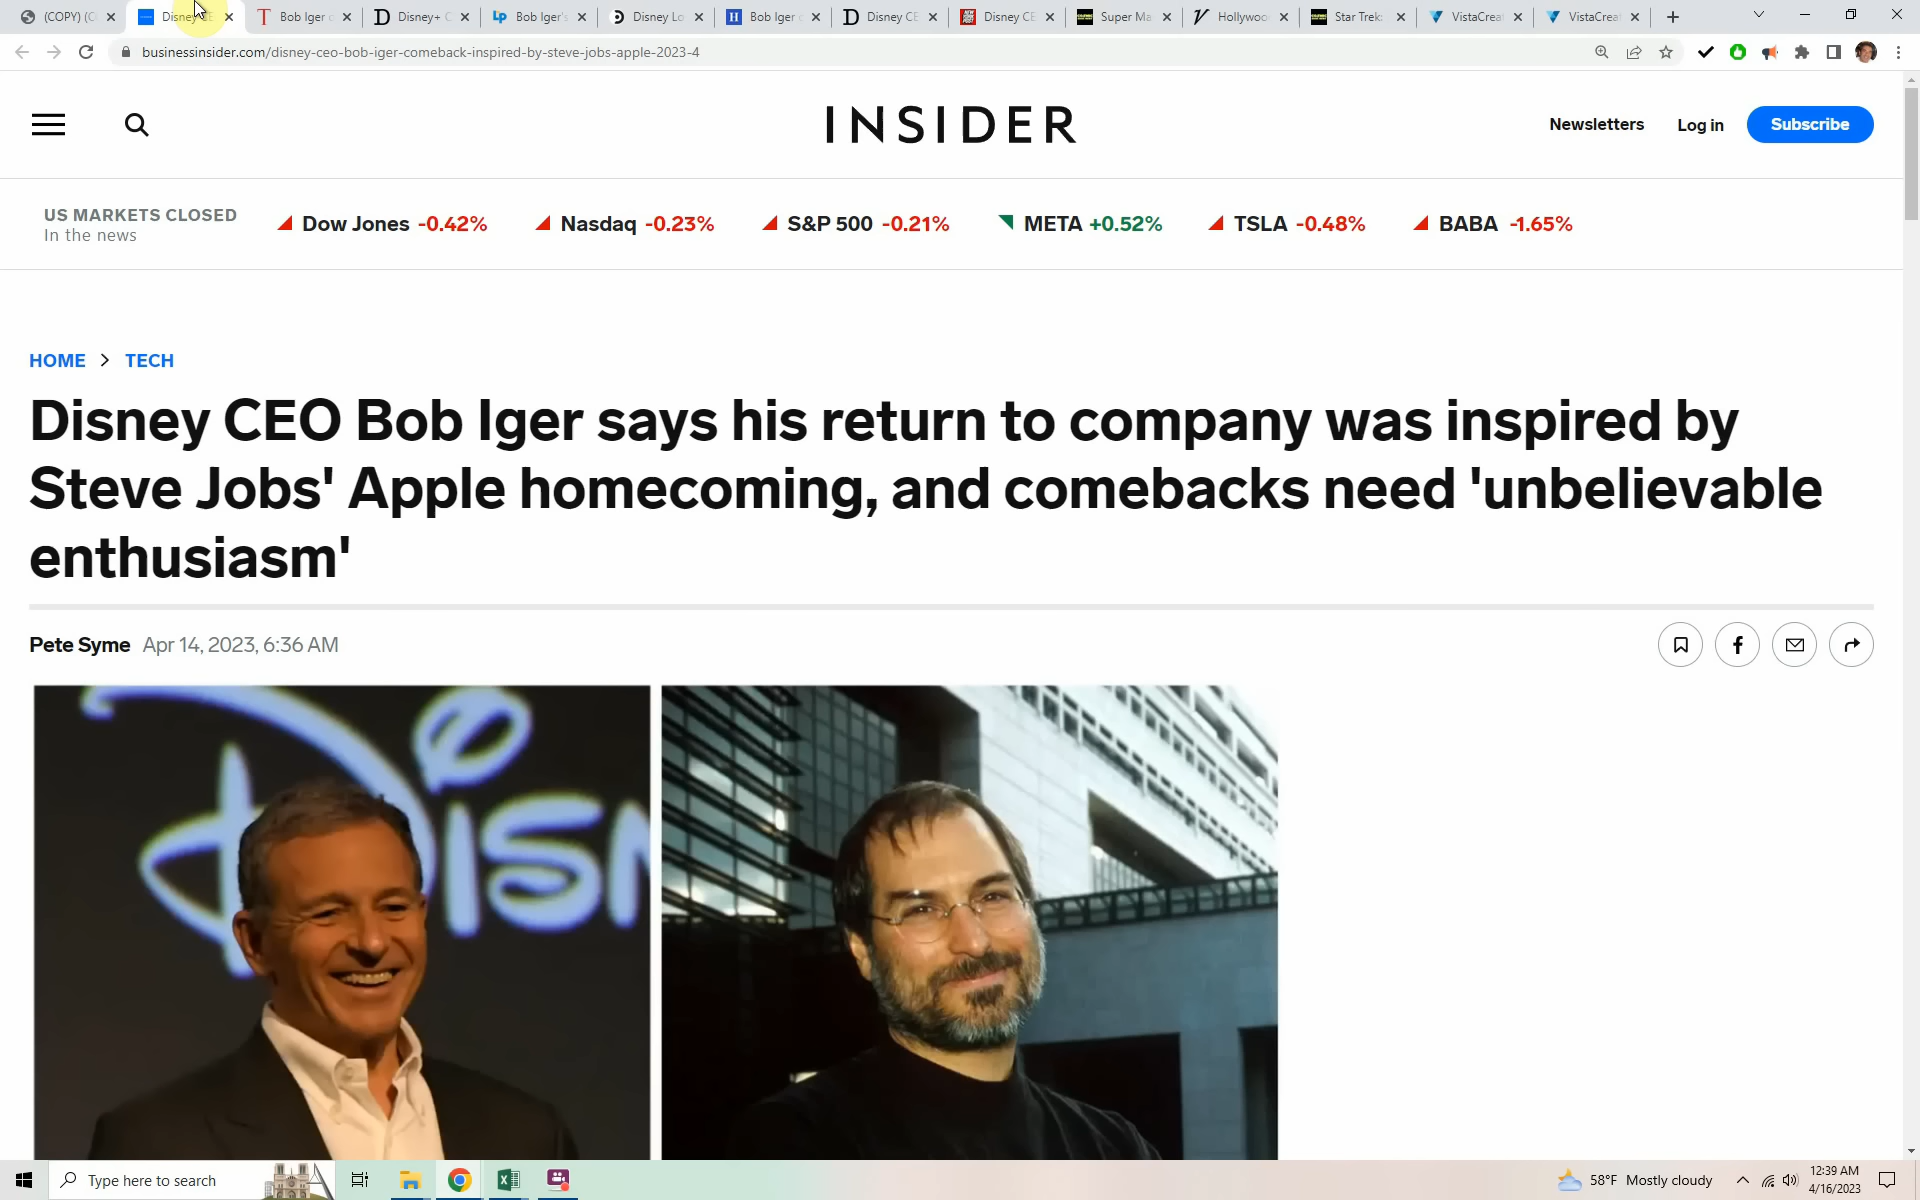 (COPY) (C
Disney CE
Bob Iger c
Disney+ C
Bob Iger's
Disney Lo
Bob Iger c
Disney CE
Disney CE
Super Ma
Hollywoo
Star Trek:
VistaCrea
VistaCrea
businessinsider.com/disney-ceo-bob-iger-comeback-inspired-by-steve-jobs-apple-2023-4
INSIDER
Newsletters
Log in
Subscribe
US MARKETS CLOSED
In the news
Dow Jones -0.42%
Nasdaq -0.23%
S&P 500 -0.21%
META +0.52%
TSLA -0.48%
BABA -1.65%
HOME > TECH
Disney CEO Bob Iger says his return to company was inspired by
Steve Jobs' Apple homecoming, and comebacks need 'unbelievable
enthusiasm'
Pete Syme Apr 14, 2023, 6:36 AM
DISN
Type here to search
58°F Mostly cloudy
12:39 AM
4/16/2023